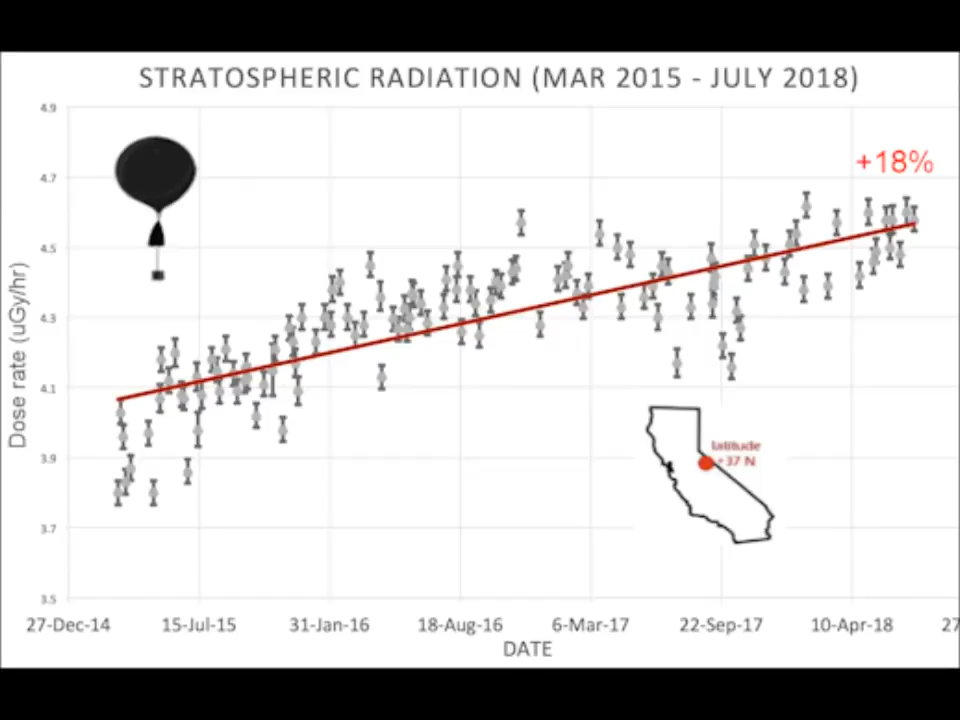 STRATOSPHERIC RADIATION (MAR 2015 - JULY 2018)
4.9
+18%
4.7
4.5
4.3
4.1
3.9
3.7
3.5
Dose rate (uGy/hr)
latitude
+37 N
27-Dec-14 15-Jul-15 31-Jan-16 18-Aug-16 6-Mar-17 22-Sep-17 10-Apr-18 27
DATE